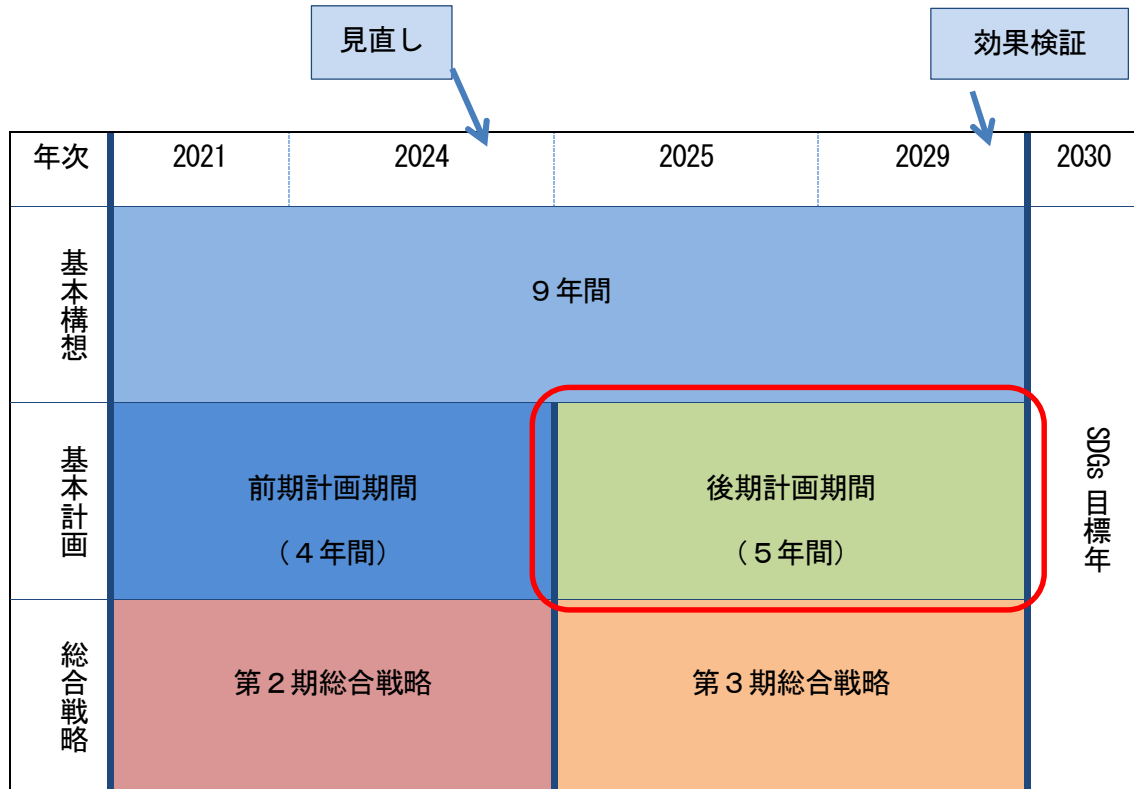 見直し
効果検証
年次 2021 2024 2025 2029 2030
基本構想
9年間
基本計画
前期計画期間
（４年間）
後期計画期間
（５年間）
SDGs 目標年
総合戦略
第２期総合戦略
第３期総合戦略